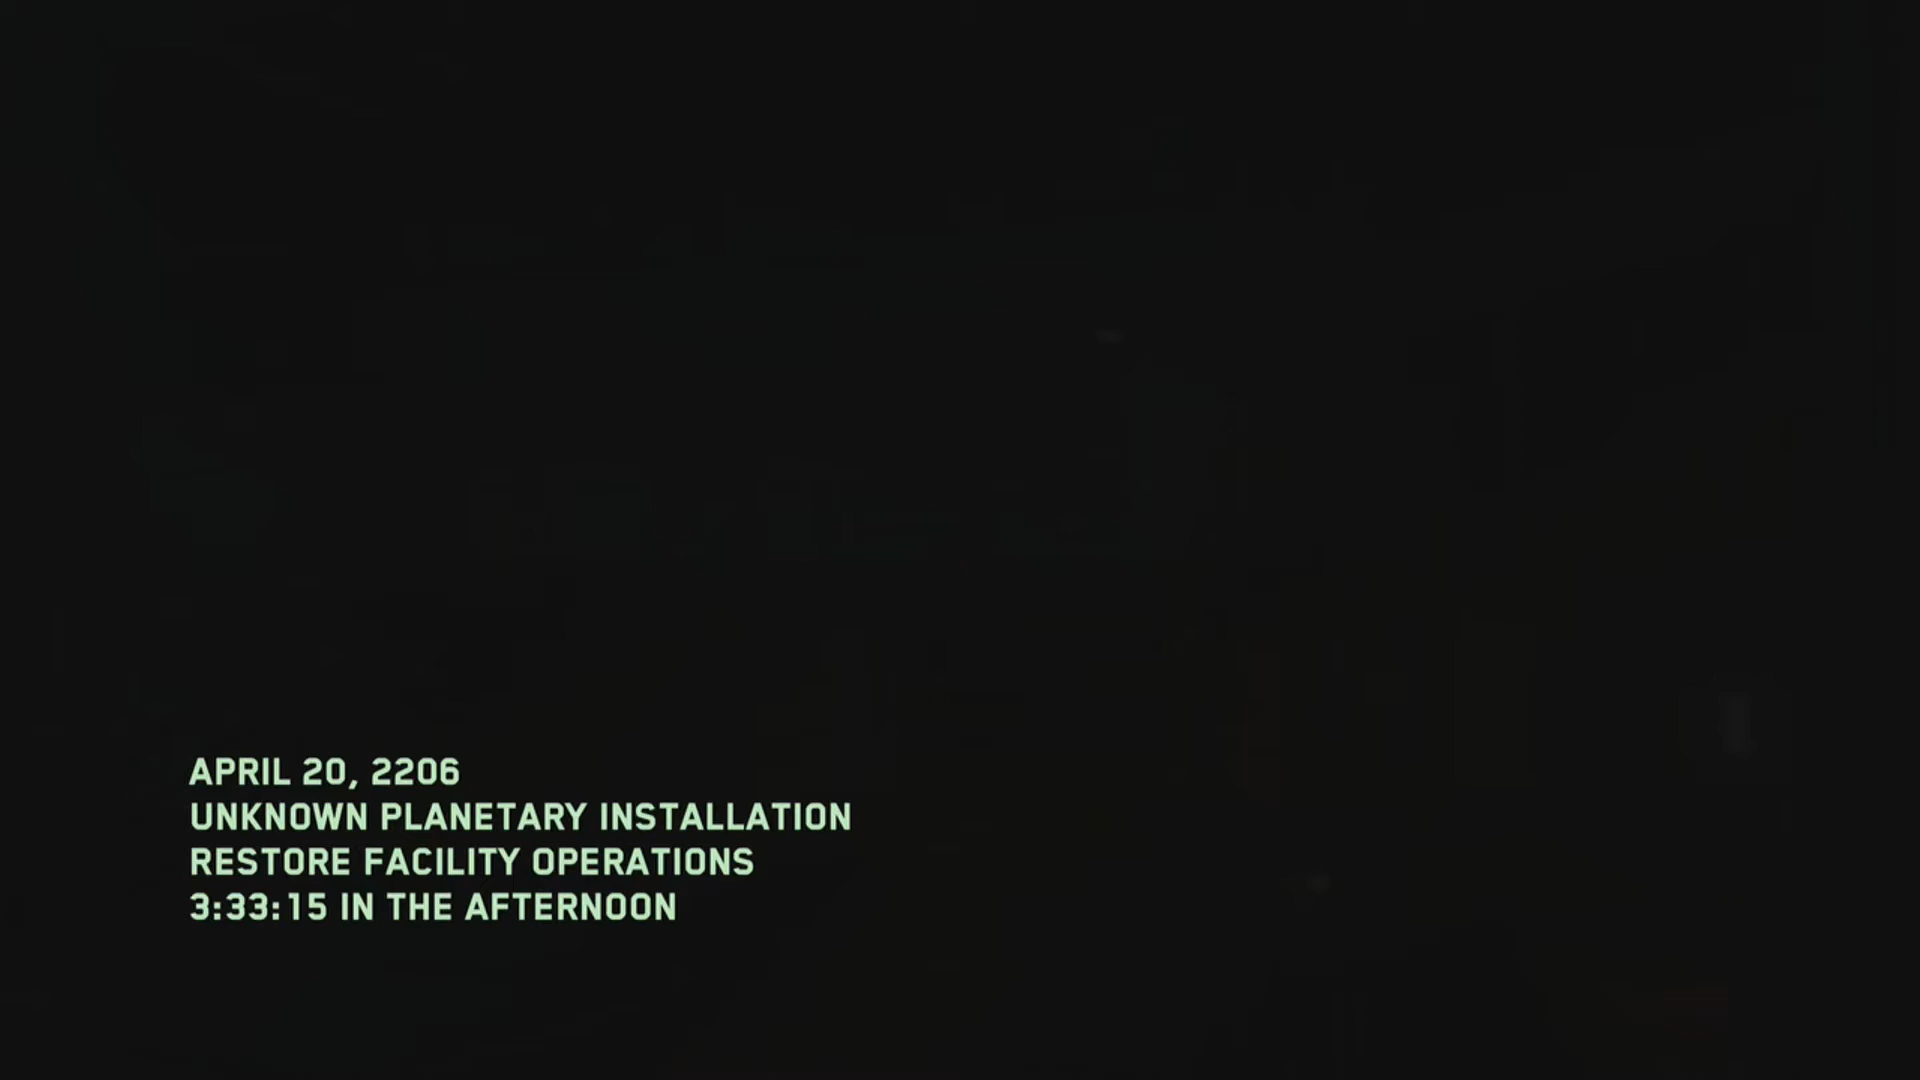 APRIL 20, 2206
UNKNOWN PLANETARY INSTALLATION
RESTORE FACILITY OPERATIONS
3:33:15 IN THE AFTERNOON